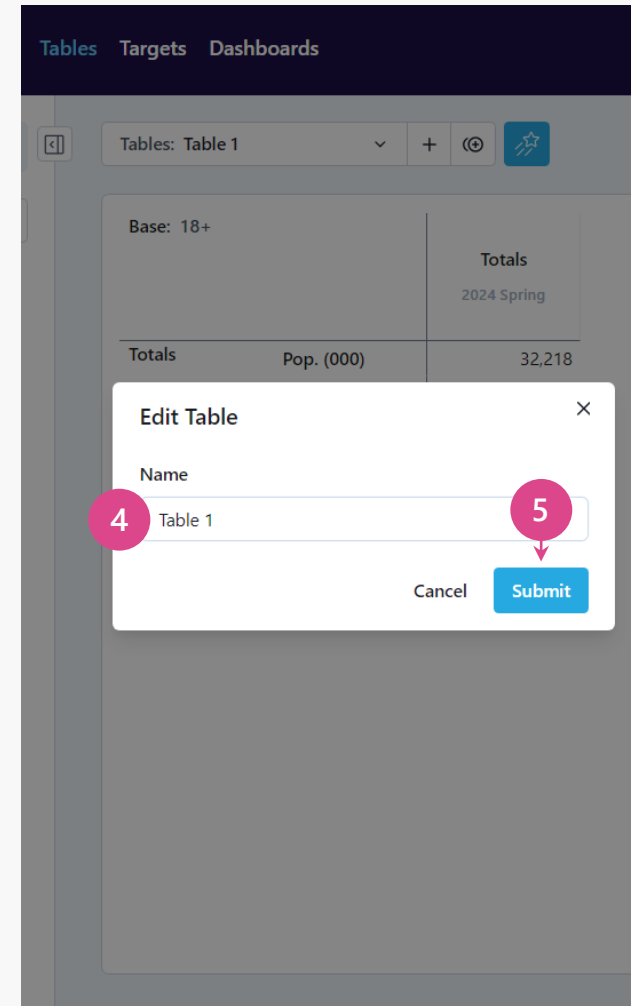 Tables Targets Dashboards
Tables: Table 1
Base: 18+
Totals
2024 Spring
Totals Pop. (000) 32,218
Edit Table
Name
4 Table 1 5
Cancel Submit